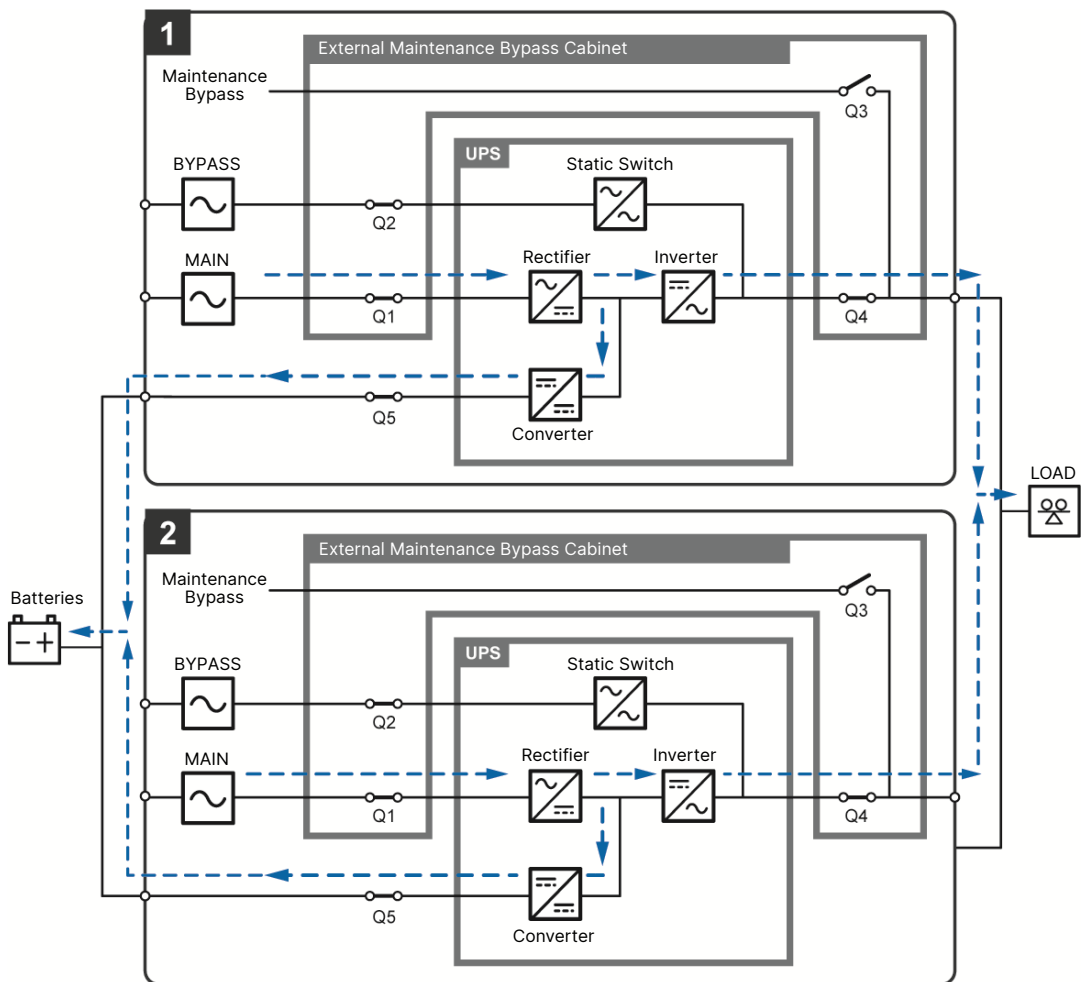 1
External Maintenance Bypass Cabinet
Maintenance
Bypass
Q3
UPS
BYPASS
Static Switch
Q2
MAIN
Rectifier
Inverter
Q1
Q4
Q5
Converter
LOAD
2
External Maintenance Bypass Cabinet
Maintenance
Bypass
Q3
Batteries
UPS
BYPASS
Static Switch
Q2
MAIN
Rectifier
Inverter
Q1
Q4
Q5
Converter